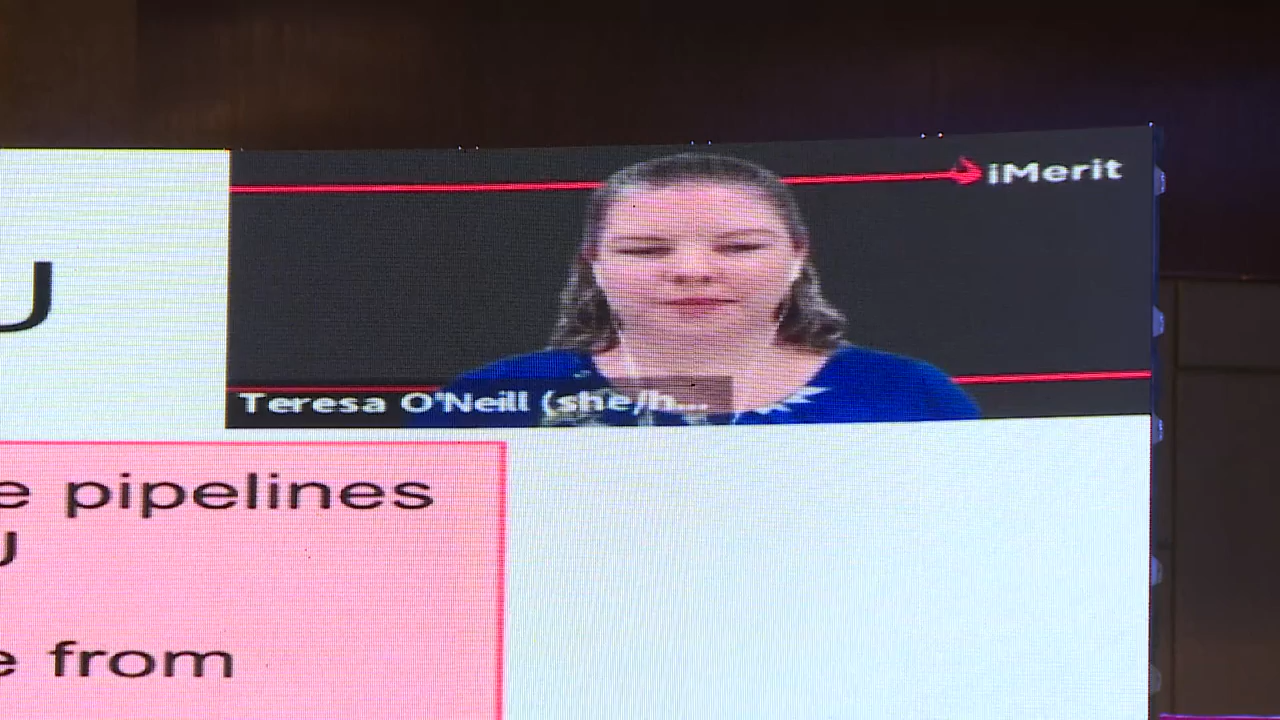 iMerit
U
Teresa O'Neill (she/h...
e pipelines
U
e from